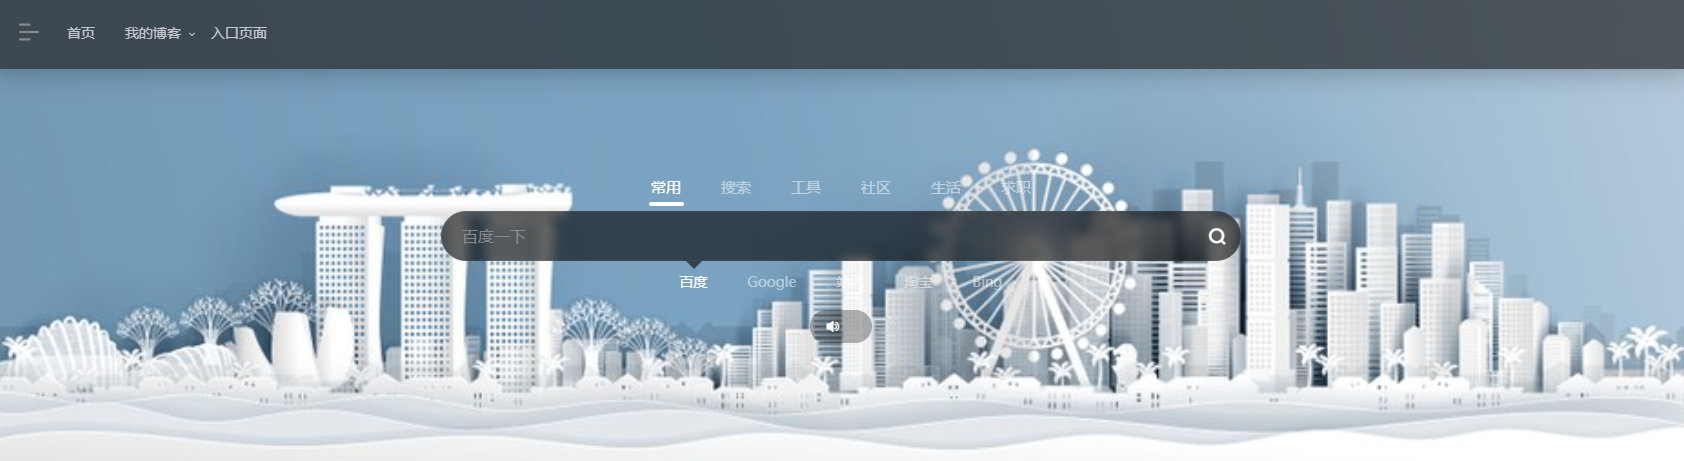 首页 我的博客 入口页面
常用 搜索 工具 社区 生活 求职
百度一下
百度 Google 淘宝 Bing